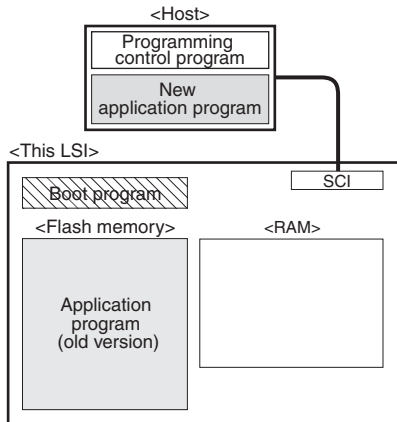 <Host>
Programming
control program
New
application program
<This LSI>
SCI
Boot program
<Flash memory>
<RAM>
Application
program
(old version)